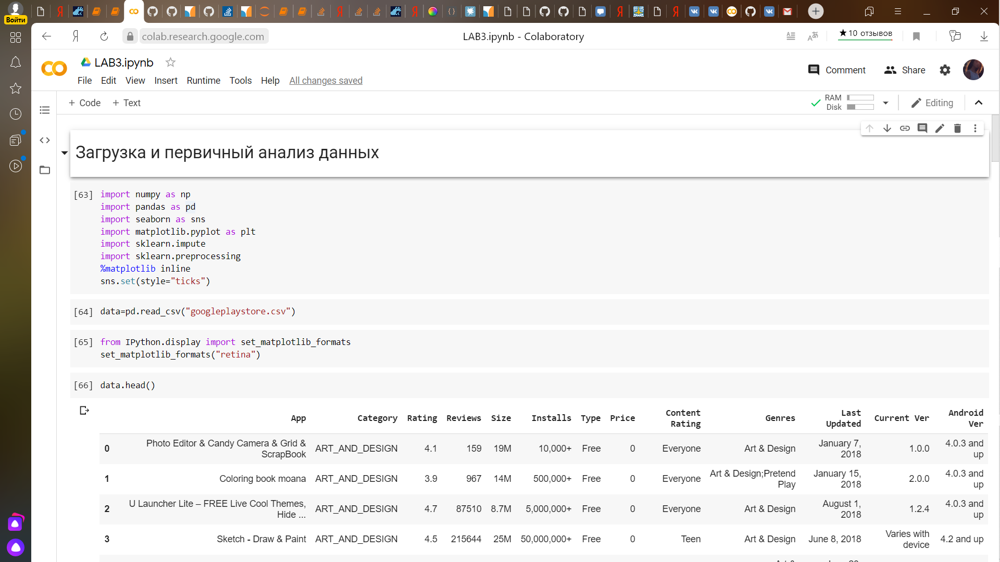 Войти
colab.research.google.com
LAB3.ipynb - Colaboratory
★10 отзывов
LAB3.ipynb
File Edit View Insert Runtime Tools Help All changes saved
Comment Share
+ Code + Text
RAM
Disk
Editing
Загрузка и первичный анализ данных
[63] import numpy as np
import pandas as pd
import seaborn as sns
import matplotlib.pyplot as plt
import sklearn.impute
import sklearn.preprocessing
%matplotlib inline
sns.set(style="ticks")
[64] data=pd.read_csv("googleplaystore.csv")
[65] from IPython.display import set_matplotlib_formats
set_matplotlib_formats("retina")
[66] data.head()
App Category Rating Reviews Size Installs Type Price Content Rating Genres Last Updated Current Ver Android Ver
0 Photo Editor & Candy Camera & Grid & ScrapBook ART_AND_DESIGN 4.1 159 19M 10,000+ Free 0 Everyone Art & Design January 7, 2018 1.0.0 4.0.3 and up
1 Coloring book moana ART_AND_DESIGN 3.9 967 14M 500,000+ Free 0 Everyone Art & Design;Pretend Play January 15, 2018 2.0.0 4.0.3 and up
2 U Launcher Lite – FREE Live Cool Themes, Hide ... ART_AND_DESIGN 4.7 87510 8.7M 5,000,000+ Free 0 Everyone Art & Design August 1, 2018 1.2.4 4.0.3 and up
3 Sketch - Draw & Paint ART_AND_DESIGN 4.5 215644 25M 50,000,000+ Free 0 Teen Art & Design June 8, 2018 Varies with device 4.2 and up